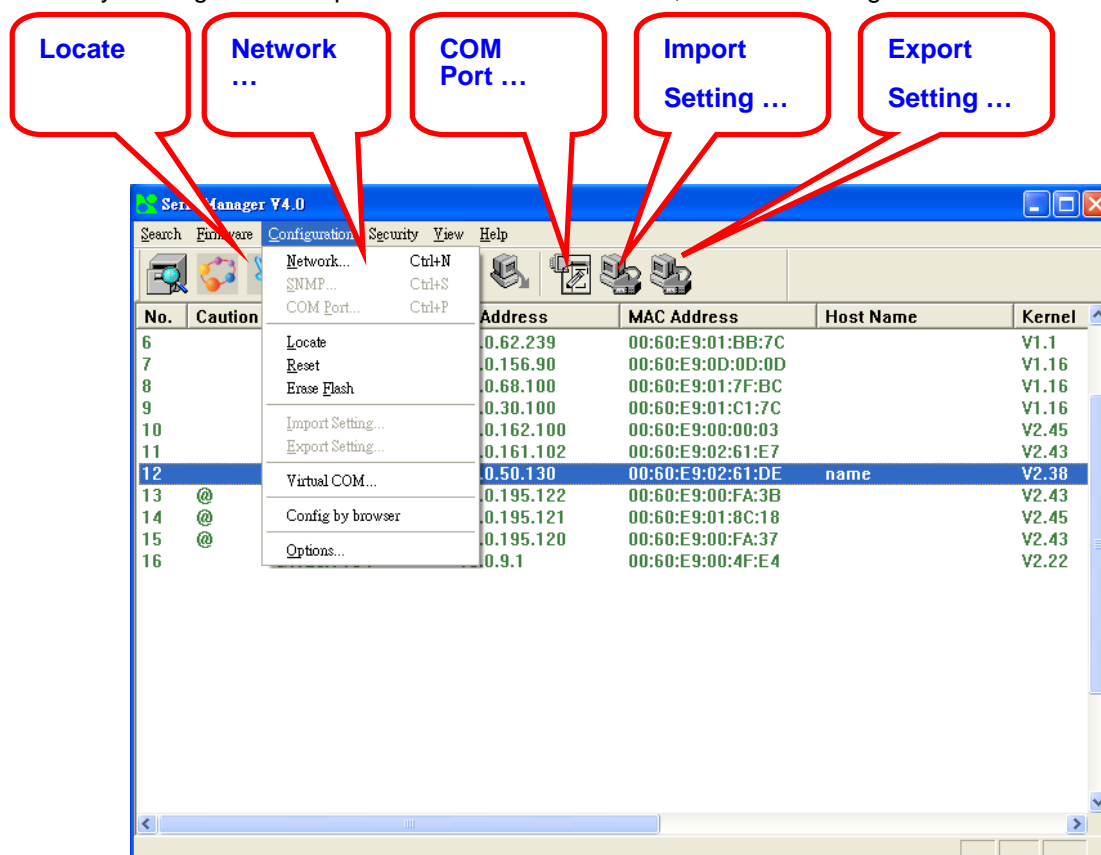 Locate
Network
…
COM
Port …
Import
Setting …
Export
Setting …
Manager V4.0
Search Firmware Configuration Security View Help
Network... Ctrl+N
SNMP... Ctrl+S
COM Port... Ctrl+P
Locate
Reset
Erase Flash
Import Setting...
Export Setting...
Virtual COM...
Config by browser
Options...
No. Caution Address MAC Address Host Name Kernel
6 .0.62.239 00:60:E9:01:BB:7C V1.1
7 .0.156.90 00:60:E9:0D:0D:0D V1.16
8 .0.68.100 00:60:E9:01:7F:BC V1.16
9 .0.30.100 00:60:E9:01:C1:7C V1.16
10 .0.162.100 00:60:E9:00:00:03 V2.45
11 .0.161.102 00:60:E9:02:61:E7 V2.43
12 .0.50.130 00:60:E9:02:61:DE name V2.38
13 @ .0.195.122 00:60:E9:00:FA:3B V2.43
14 @ .0.195.121 00:60:E9:01:8C:18 V2.45
15 @ .0.195.120 00:60:E9:00:FA:37 V2.43
16 .0.9.1 00:60:E9:00:4F:E4 V2.22